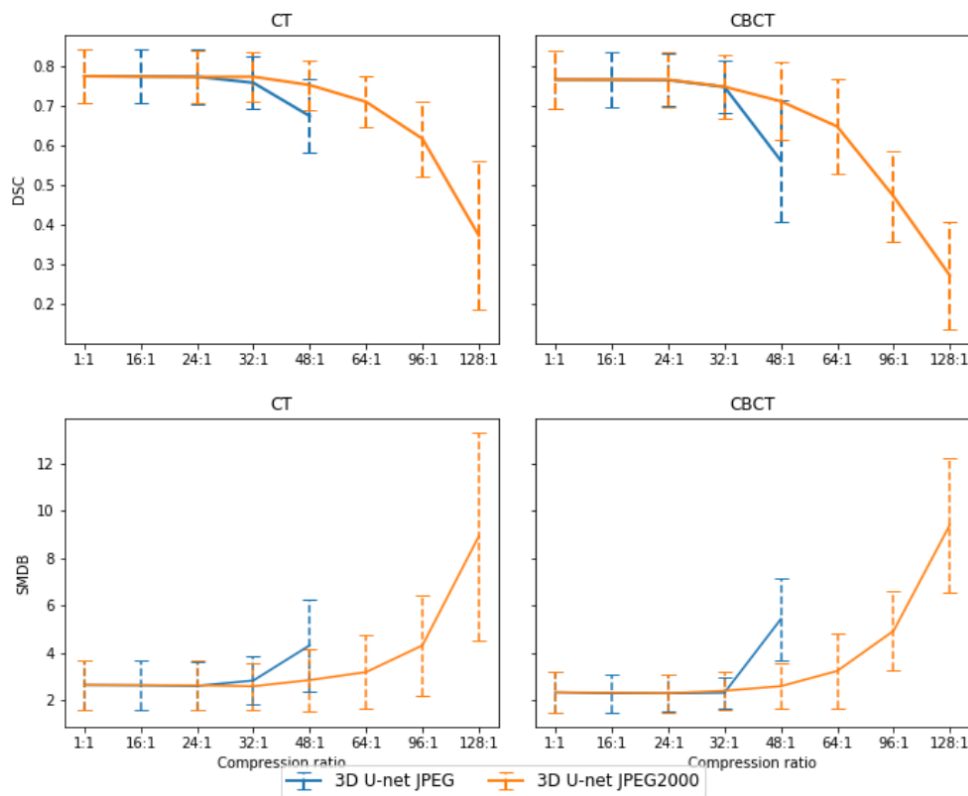 CT
CBCT
DSC
0.8
0.7
0.6
0.5
0.4
0.3
0.2
1:1 16:1 24:1 32:1 48:1 64:1 96:1 128:1
1:1 16:1 24:1 32:1 48:1 64:1 96:1 128:1
CT
CBCT
SMDB
12
10
8
6
4
2
1:1 16:1 24:1 32:1 48:1 64:1 96:1 128:1
1:1 16:1 24:1 32:1 48:1 64:1 96:1 128:1
Compression ratio
Compression ratio
3D U-net JPEG
3D U-net JPEG2000